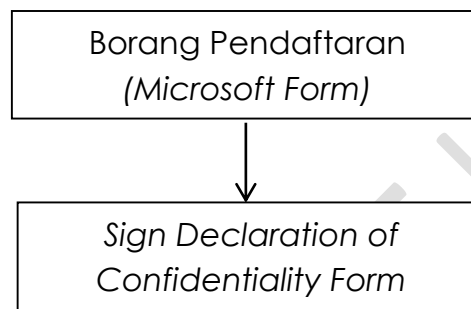 Borang Pendaftaran
(Microsoft Form)
Sign Declaration of
Confidentiality Form